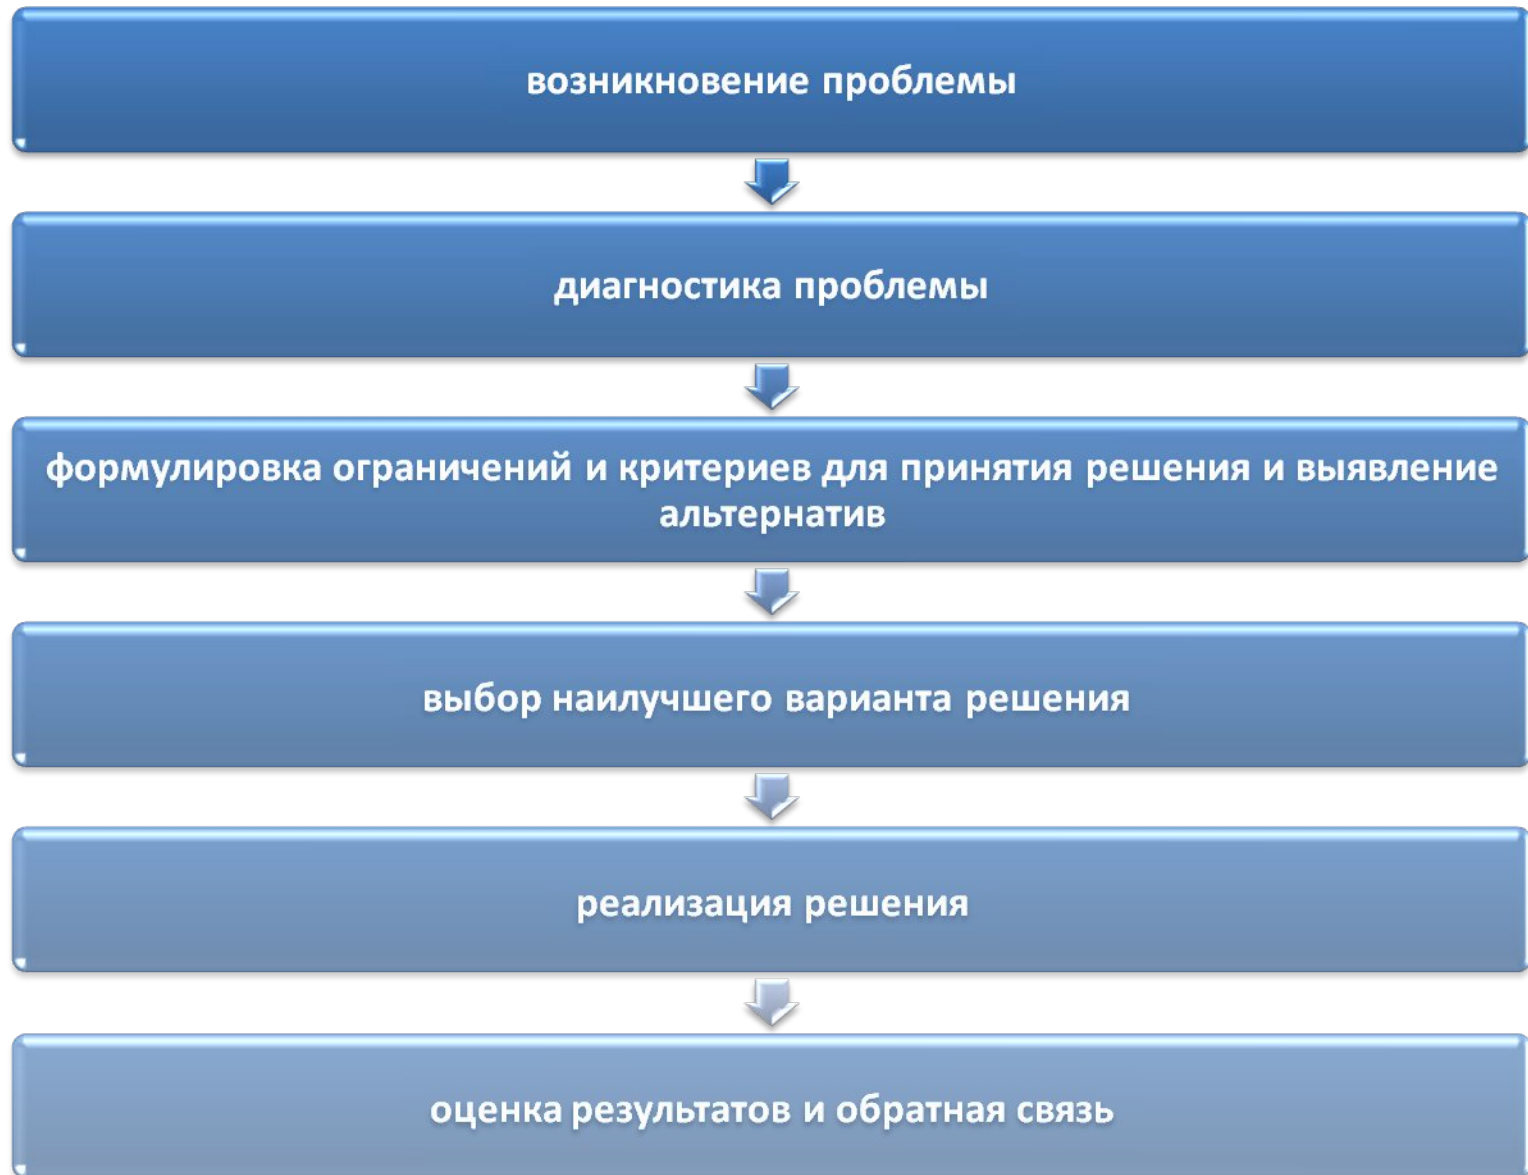 возникновение проблемы
диагностика проблемы
формулировка ограничений и критериев для принятия решения и выявление
альтернатив
выбор наилучшего варианта решения
реализация решения
оценка результатов и обратная связь